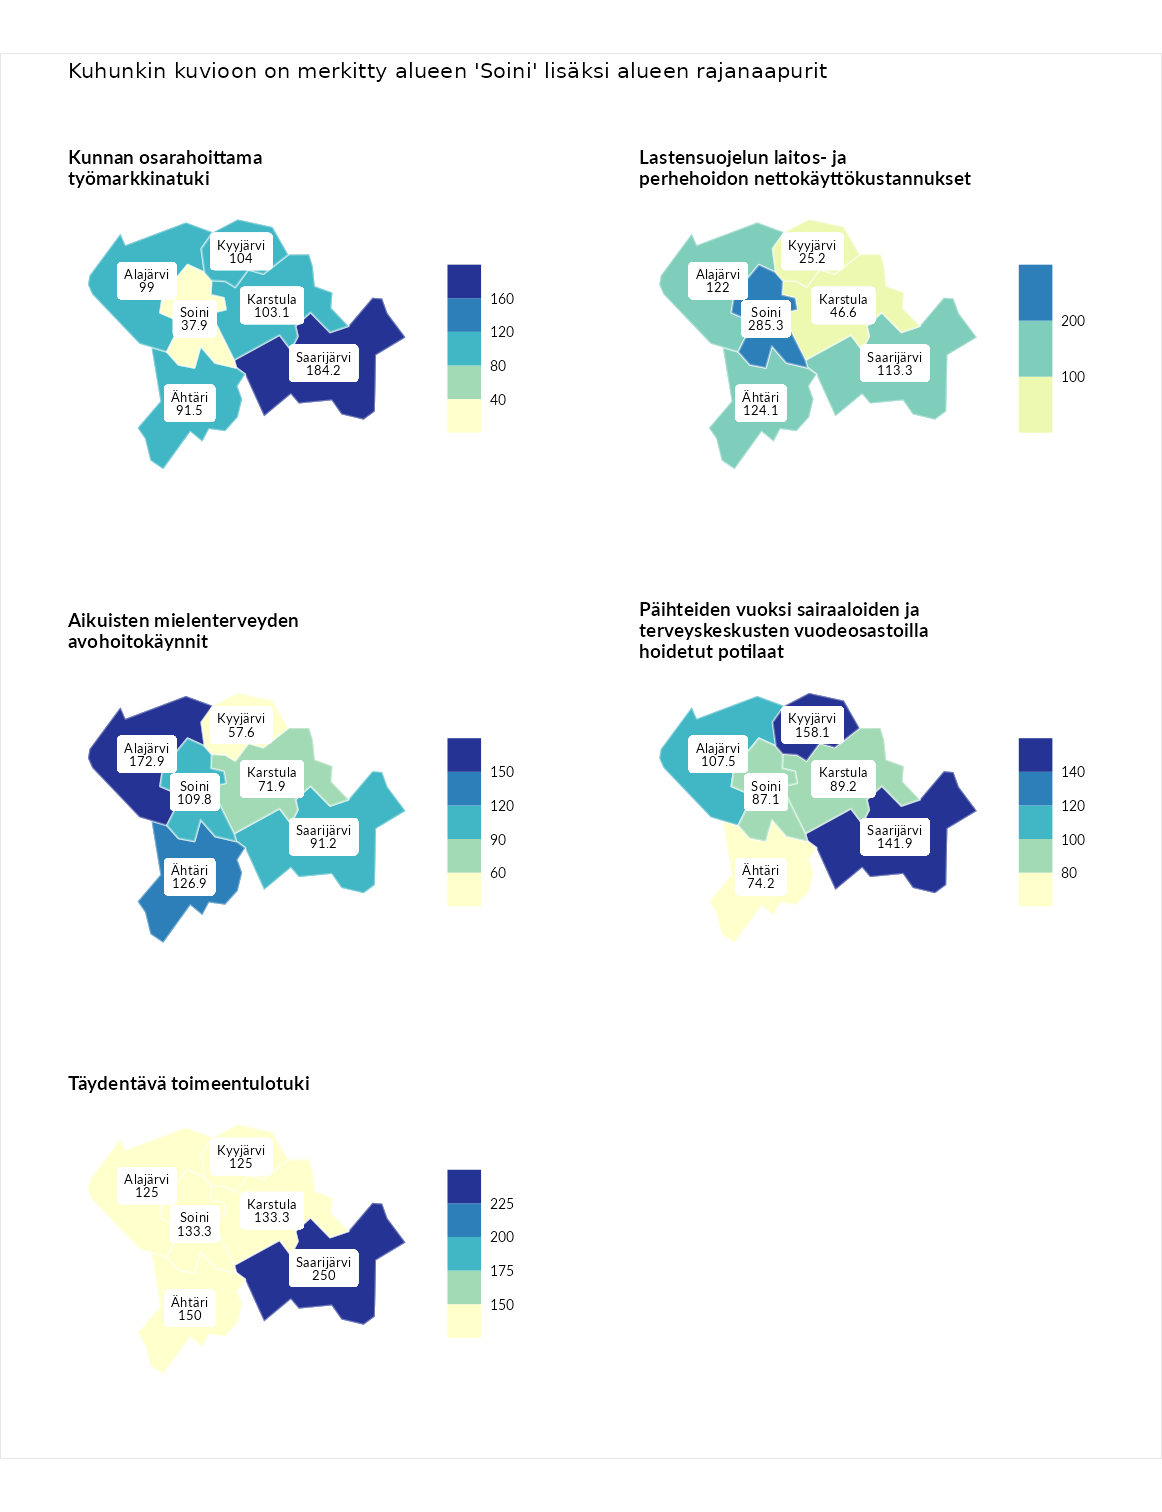 Kuhunkin kuvioon on merkitty alueen 'Soini' lisäksi alueen rajanaapurit
Kunnan osarahoittama
työmarkkinatuki
Kyyjärvi
104
Alajärvi
99
Karstula
103.1
Soini
37.9
Saarijärvi
184.2
Ähtäri
91.5
160
120
80
40
Lastensuojelun laitos- ja
perhehoidon nettokäyttökustannukset
Kyyjärvi
25.2
Alajärvi
122
Karstula
46.6
Soini
285.3
Saarijärvi
113.3
Ähtäri
124.1
200
100
Aikuisten mielenterveyden
avohoitokäynnit
Kyyjärvi
57.6
Alajärvi
172.9
Karstula
71.9
Soini
109.8
Saarijärvi
91.2
Ähtäri
126.9
150
120
90
60
Päihteiden vuoksi sairaaloiden ja
terveyskeskusten vuodeosastoilla
hoidetut potilaat
Kyyjärvi
158.1
Alajärvi
107.5
Karstula
89.2
Soini
87.1
Saarijärvi
141.9
Ähtäri
74.2
140
120
100
80
Täydentävä toimeentulotuki
Kyyjärvi
125
Alajärvi
125
Karstula
133.3
Soini
133.3
Saarijärvi
250
Ähtäri
150
225
200
175
150